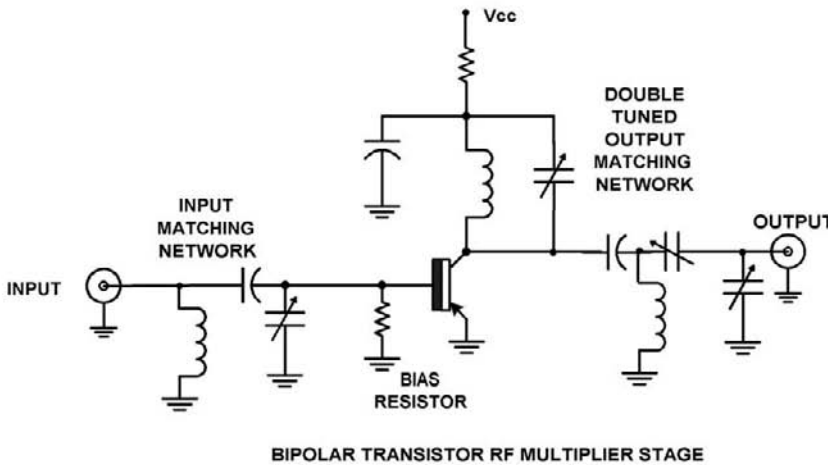 Vcc
DOUBLE
TUNED
OUTPUT
MATCHING
NETWORK
INPUT
MATCHING
NETWORK
OUTPUT
INPUT
BIAS
RESISTOR
BIPOLAR TRANSISTOR RF MULTIPLIER STAGE